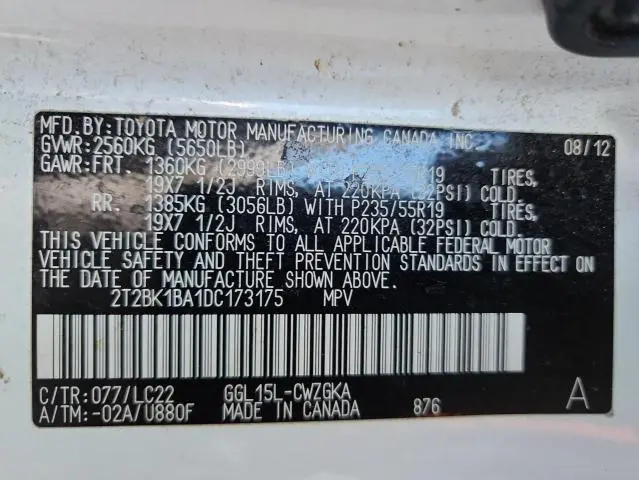 MFD.BY:TOYOTA MOTOR MANUFACTURING CANADA INC. 08/12
GVWR:2560KG (5650LB)
GAWR:FRT. 1360KG (2999LB) R19 TIRES,
19X7 1/2J RIMS, AT 220KPA (32PSI) COLD.
RR. 1385KG (3056LB) WITH P235/55R19 TIRES,
19X7 1/2J RIMS, AT 220KPA (32PSI) COLD.
THIS VEHICLE CONFORMS TO ALL APPLICABLE FEDERAL MOTOR
VEHICLE SAFETY AND THEFT PREVENTION STANDARDS IN EFFECT ON
THE DATE OF MANUFACTURE SHOWN ABOVE.
2T2BK1BA1DC173175 MPV
C/TR:077/LC22 GGL15L-CWZGKA A
A/TM:-02A/U880F MADE IN CANADA 876